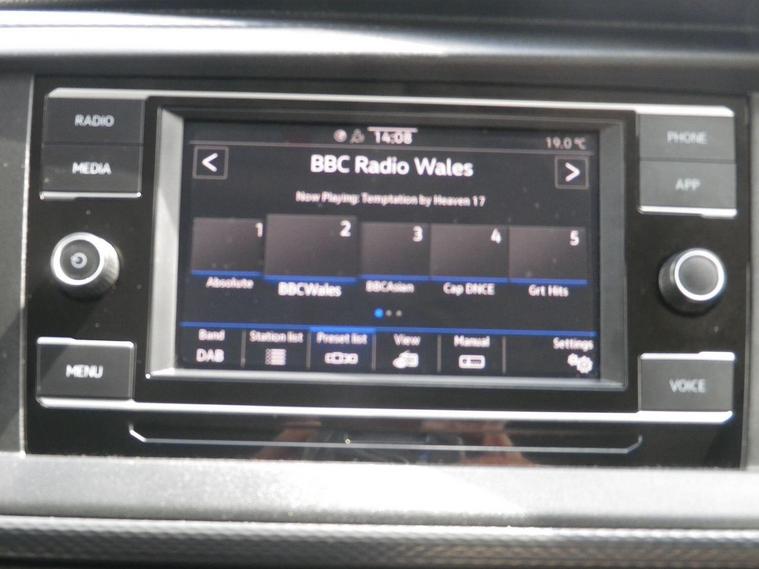 RADIO
MEDIA
MENU
PHONE
APP
VOICE
14:08
19.0 °C
< BBC Radio Wales >
Now Playing: Temptation by Heaven 17
1 2 3 4 5
Absolute BBCWales BBCAsien Cap DNCE Grt Hits
Band Station list Preset list View Manual Settings
DAB